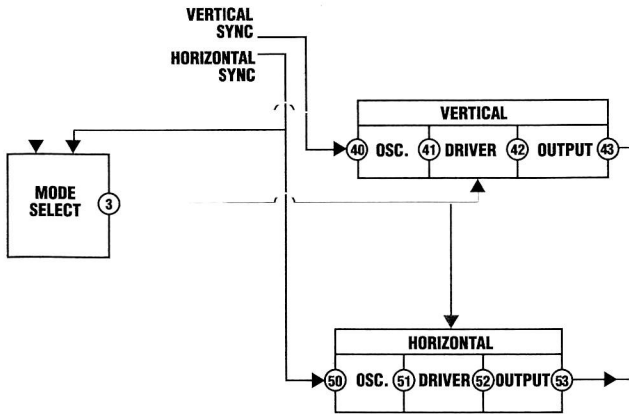 VERTICAL
SYNC
HORIZONTAL
SYNC
VERTICAL
40 OSC. 41 DRIVER 42 OUTPUT 43
MODE
SELECT
3
HORIZONTAL
50 OSC. 51 DRIVER 52 OUTPUT 53